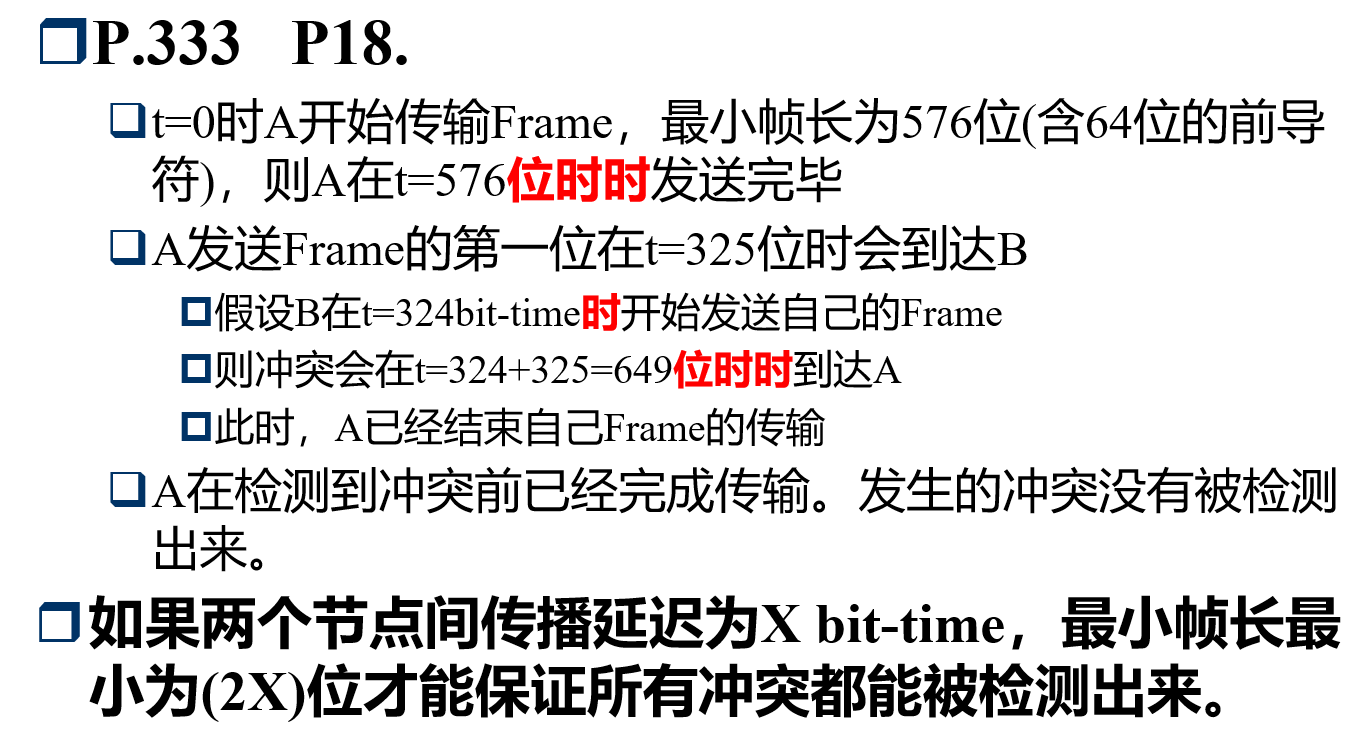 P.333 P18.
t=0时A开始传输Frame，最小帧长为576位(含64位的前导
符)，则A在t=576位时时发送完毕
A发送Frame的第一位在t=325位时会到达B
假设B在t=324bit-time时开始发送自己的Frame
则冲突会在t=324+325=649位时时到达A
此时，A已经结束自己Frame的传输
A在检测到冲突前已经完成传输。发生的冲突没有被检测
出来。
如果两个节点间传播延迟为X bit-time，最小帧长最
小为(2X)位才能保证所有冲突都能被检测出来。